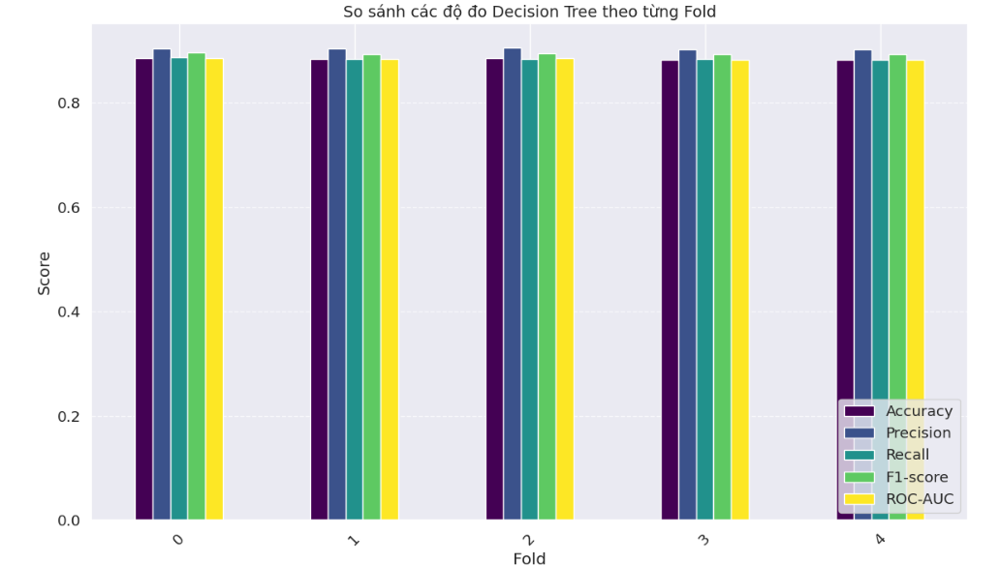 So sánh các độ đo Decision Tree theo từng Fold
Score
0.8
0.6
0.4
0.2
0.0
0
1
2
3
4
Fold
Accuracy
Precision
Recall
F1-score
ROC-AUC